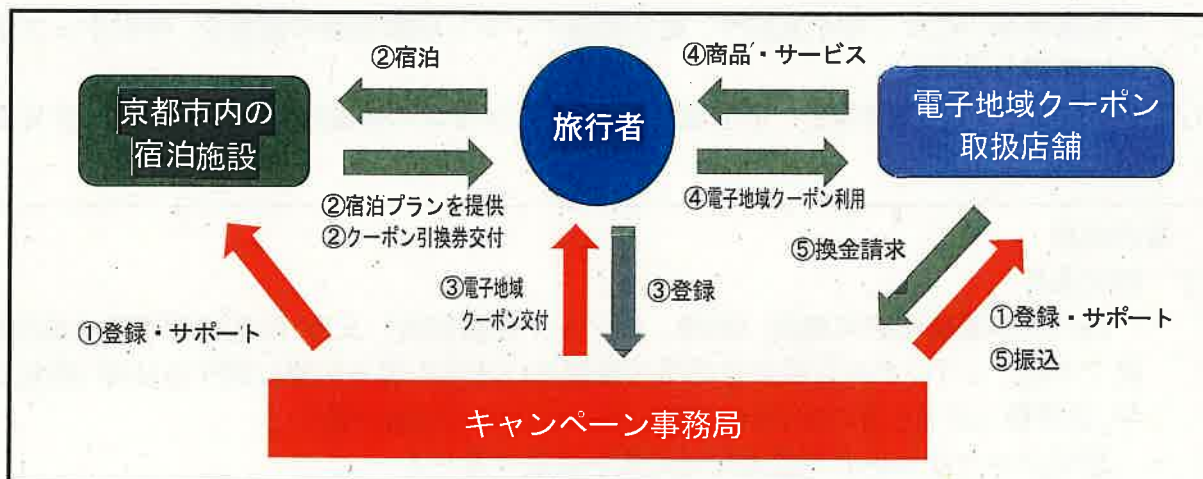 ②宿泊
④商品・サービス
京都市内の
宿泊施設
旅行者
電子地域クーポン
取扱店舗
②宿泊プランを提供
②クーポン引換券交付
④電子地域クーポン利用
⑤換金請求
③電子地域
クーポン交付
③登録
①登録・サポート
①登録・サポート
⑤振込
キャンペーン事務局